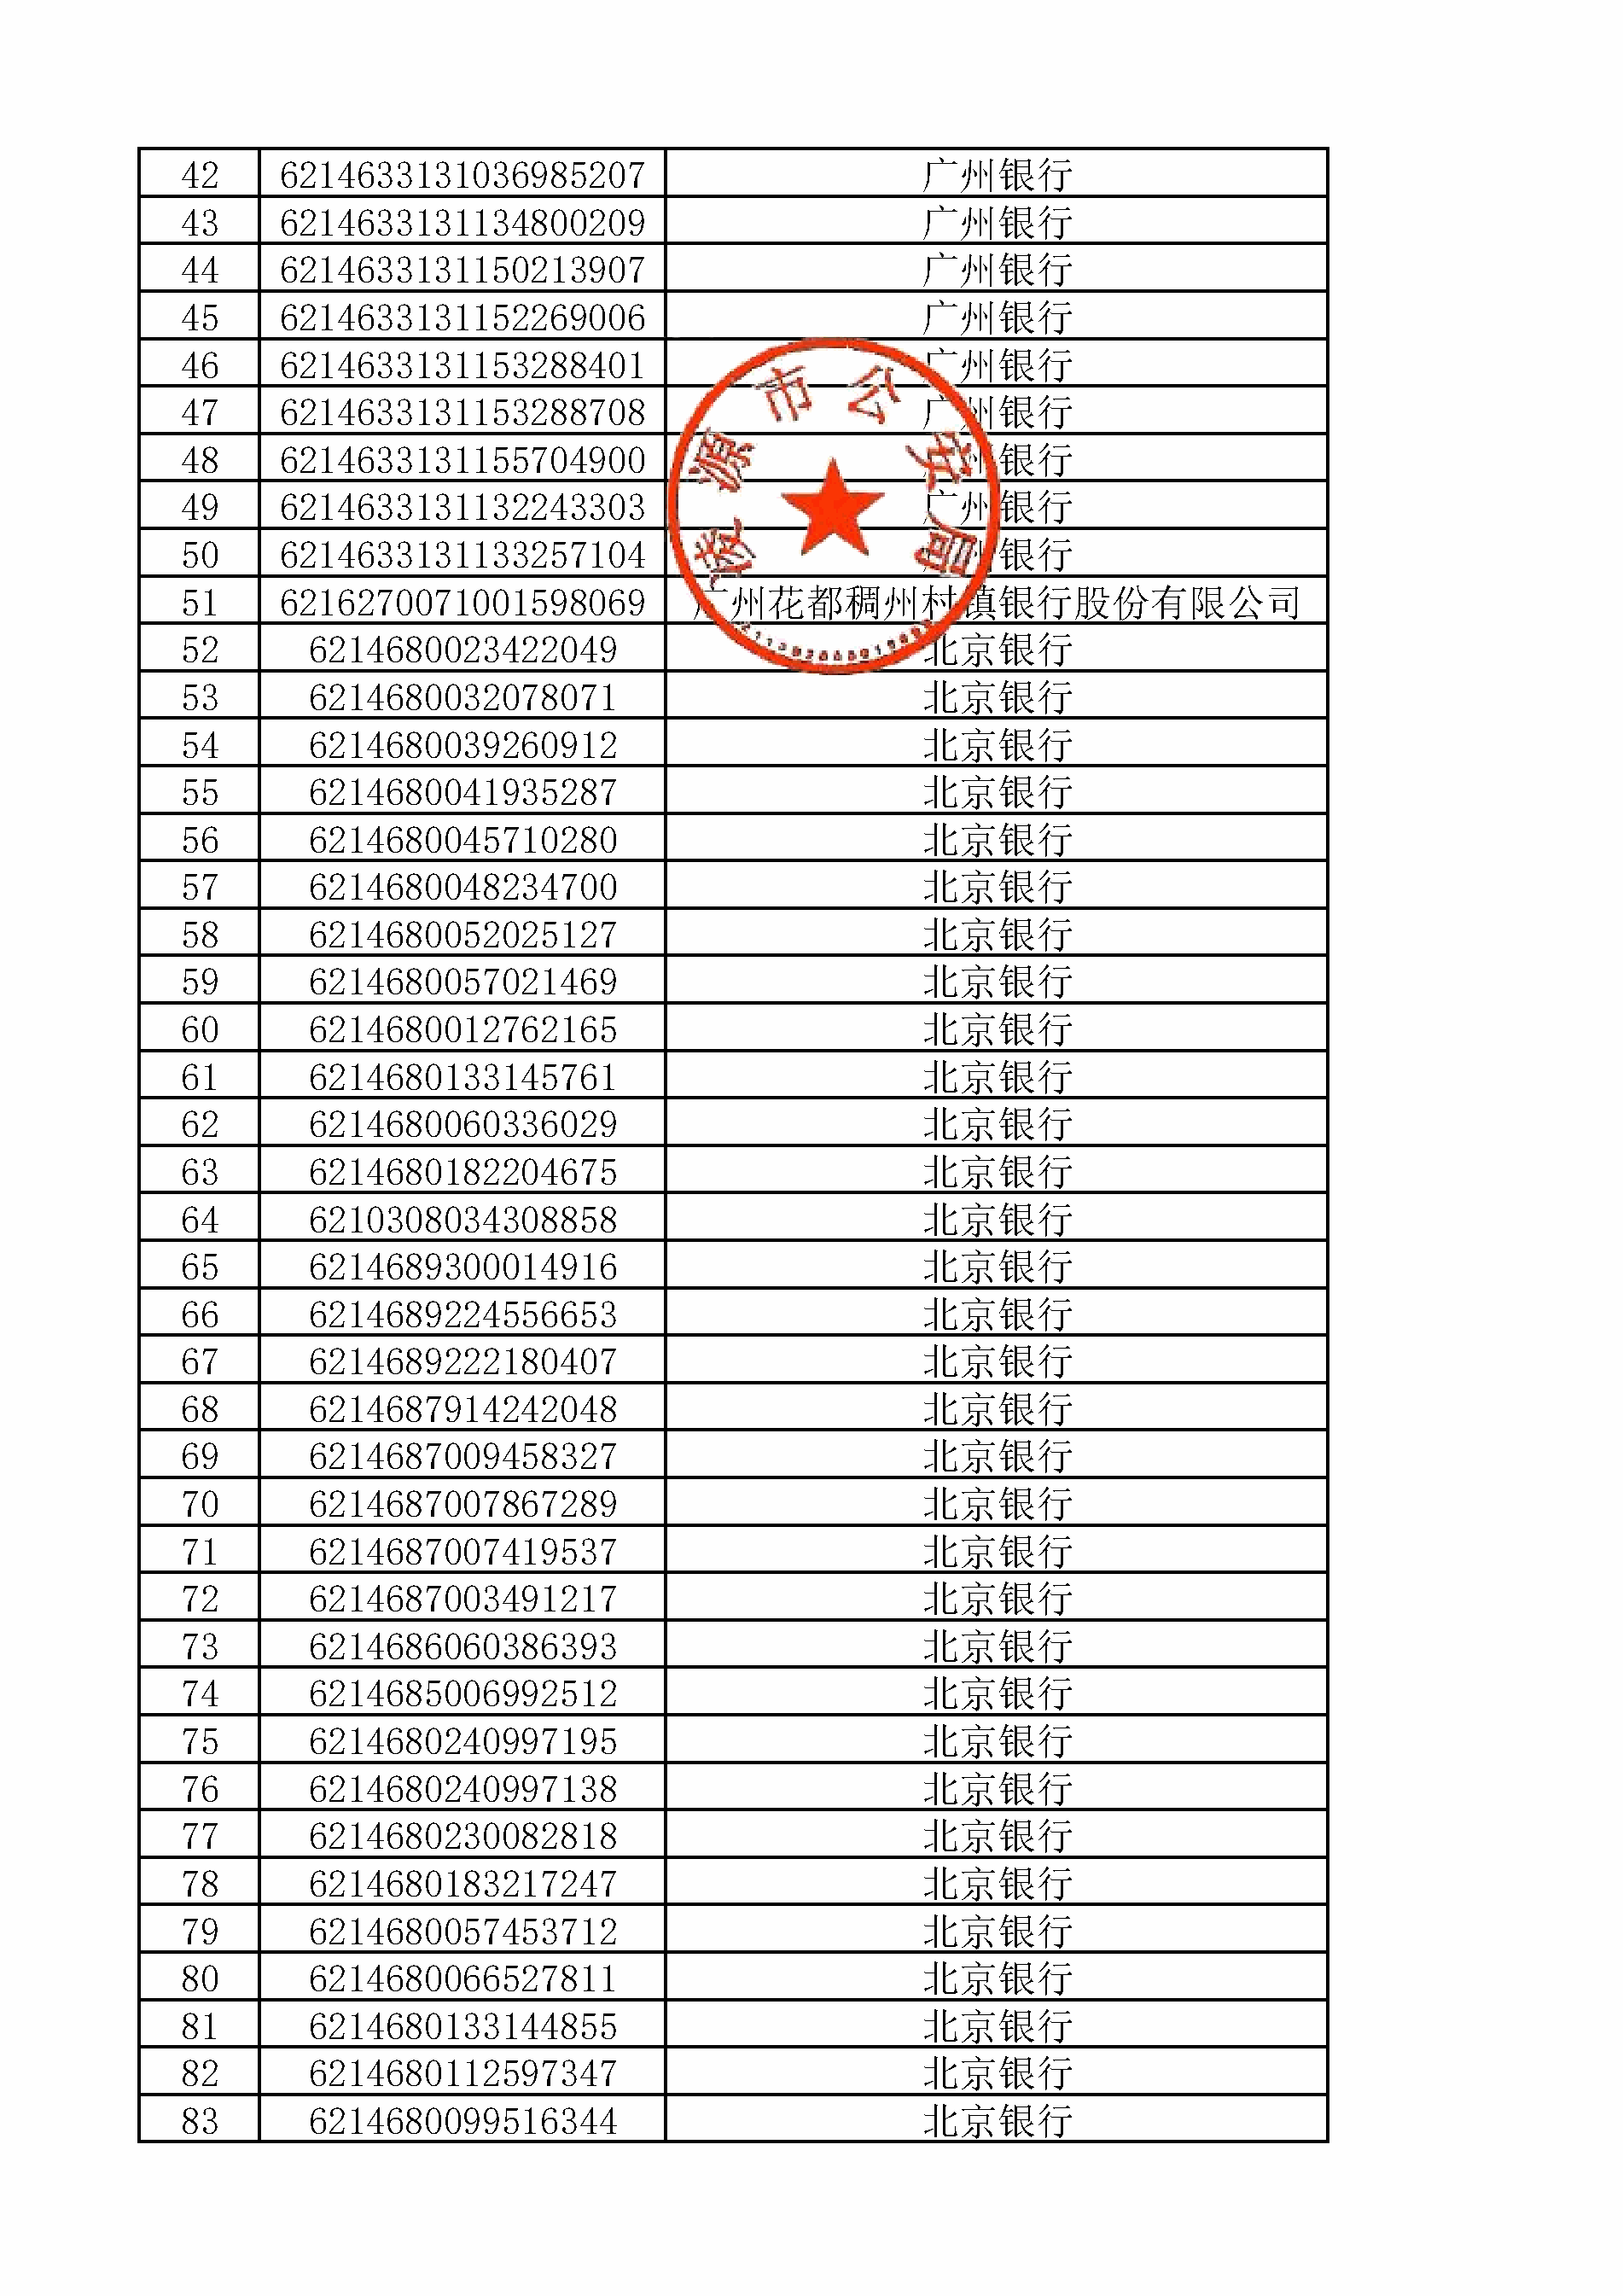 42 6214633131036985207 广州银行
43 6214633131134800209 广州银行
44 6214633131150213907 广州银行
45 6214633131152269006 广州银行
46 6214633131153288401 广州银行
47 6214633131153288708 广州银行
48 6214633131155704900 广州银行
49 6214633131132243303 广州银行
50 6214633131133257104 广州银行
51 6216270071001598069 广州花都稠州村镇银行股份有限公司
52 6214680023422049 北京银行
53 6214680032078071 北京银行
54 6214680039260912 北京银行
55 6214680041935287 北京银行
56 6214680045710280 北京银行
57 6214680048234700 北京银行
58 6214680052025127 北京银行
59 6214680057021469 北京银行
60 6214680012762165 北京银行
61 6214680133145761 北京银行
62 6214680060336029 北京银行
63 6214680182204675 北京银行
64 6210308034308858 北京银行
65 6214689300014916 北京银行
66 6214689224556653 北京银行
67 6214689222180407 北京银行
68 6214687914242048 北京银行
69 6214687009458327 北京银行
70 6214687007867289 北京银行
71 6214687007419537 北京银行
72 6214687003491217 北京银行
73 6214686060386393 北京银行
74 6214685006992512 北京银行
75 6214680240997195 北京银行
76 6214680240997138 北京银行
77 6214680230082818 北京银行
78 6214680183217247 北京银行
79 6214680057453712 北京银行
80 6214680066527811 北京银行
81 6214680133144855 北京银行
82 6214680112597347 北京银行
83 6214680099516344 北京银行
凌源市公安局